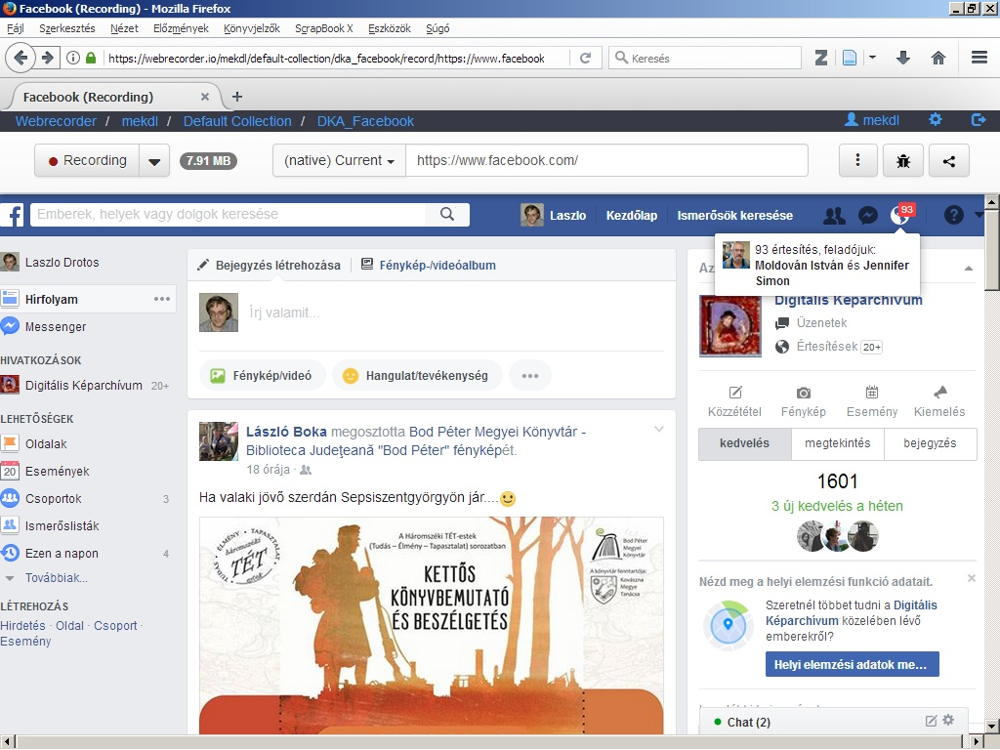 Facebook (Recording) - Mozilla Firefox
Fájl Szerkesztés Nézet Előzmények Könyvjelzők ScrapBook X Eszközök Súgó
https://webrecorder.io/mekdl/default-collection/dka_facebook/record/https://www.facebook
Keresés
Facebook (Recording)
Webrecorder / mekdl / Default Collection / DKA_Facebook
mekdl
Recording
7.91 MB
(native) Current
https://www.facebook.com/
Emberek, helyek vagy dolgok keresése
Laszlo Kezdőlap Ismerősök keresése
93
93 értesítés, feladójuk:
Moldován István és Jennifer
Simon
Laszlo Drotos
Hírfolyam
Messenger
HIVATKOZÁSOK
Digitális Képarchívum 20+
LEHETŐSÉGEK
Oldalak
20 Események
Csoportok 3
Ismerőslisták
Ezen a napon 4
Továbbiak...
LÉTREHOZÁS
Hirdetés · Oldal · Csoport ·
Esemény
Bejegyzés létrehozása
Fénykép-/videóalbum
Írj valamit...
Fénykép/videó
Hangulat/tevékenység
László Boka megosztotta Bod Péter Megyei Könyvtár -
Biblioteca Judeţeană "Bod Péter" fényképét.
18 órája ·
Ha valaki jövő szerdán Sepsiszentgyörgyön jár....
ÉLMÉNY · TAPASZTALAT
Háromszéki
TÉT
estek
TUDÁS
A Háromszéki TÉT-estek
(Tudás – Élmény – Tapasztalat) sorozatban
KETTŐS
KÖNYVBEMUTATÓ
ÉS BESZÉLGETÉS
Bod Péter
Megyei
Könyvtár
A könyvtár fenntartója:
Kovászna
Megye
Tanácsa
Az
Digitális Képarchívum
Üzenetek
Értesítések 20+
Közzététel Fénykép Esemény Kiemelés
kedvelés megtekintés bejegyzés
1601
3 új kedvelés a héten
Nézd meg a helyi elemzési funkció adatait.
Szeretnél többet tudni a Digitális
Képarchívum közelében lévő
emberekről?
Helyi elemzési adatok me...
Chat (2)